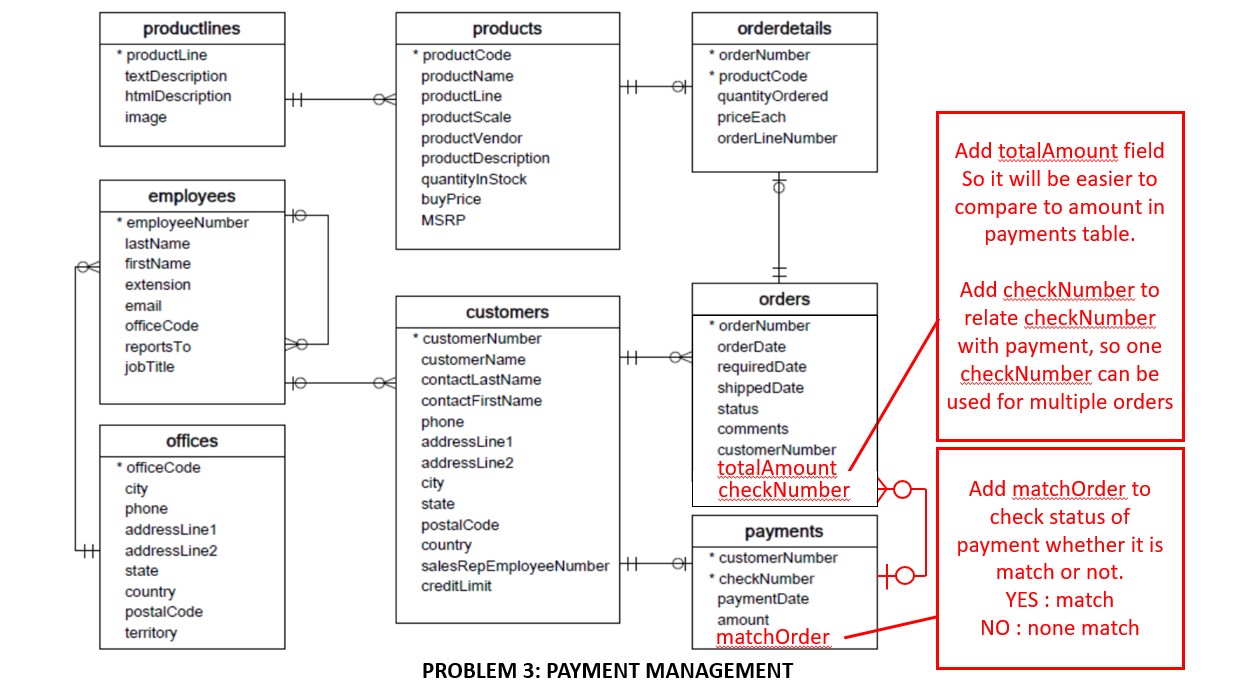 productlines
* productLine
textDescription
htmlDescription
image
products
* productCode
productName
productLine
productScale
productVendor
productDescription
quantityInStock
buyPrice
MSRP
orderdetails
* orderNumber
* productCode
quantityOrdered
priceEach
orderLineNumber
employees
* employeeNumber
lastName
firstName
extension
email
officeCode
reportsTo
jobTitle
customers
* customerNumber
customerName
contactLastName
contactFirstName
phone
addressLine1
addressLine2
city
state
postalCode
country
salesRepEmployeeNumber
creditLimit
orders
* orderNumber
orderDate
requiredDate
shippedDate
status
comments
customerNumber
totalAmount
checkNumber
offices
* officeCode
city
phone
addressLine1
addressLine2
state
country
postalCode
territory
payments
* customerNumber
* checkNumber
paymentDate
amount
matchOrder
Add totalAmount field
So it will be easier to
compare to amount in
payments table.
Add checkNumber to
relate checkNumber
with payment, so one
checkNumber can be
used for multiple orders
Add matchOrder to
check status of
payment whether it is
match or not.
YES : match
NO : none match
PROBLEM 3: PAYMENT MANAGEMENT